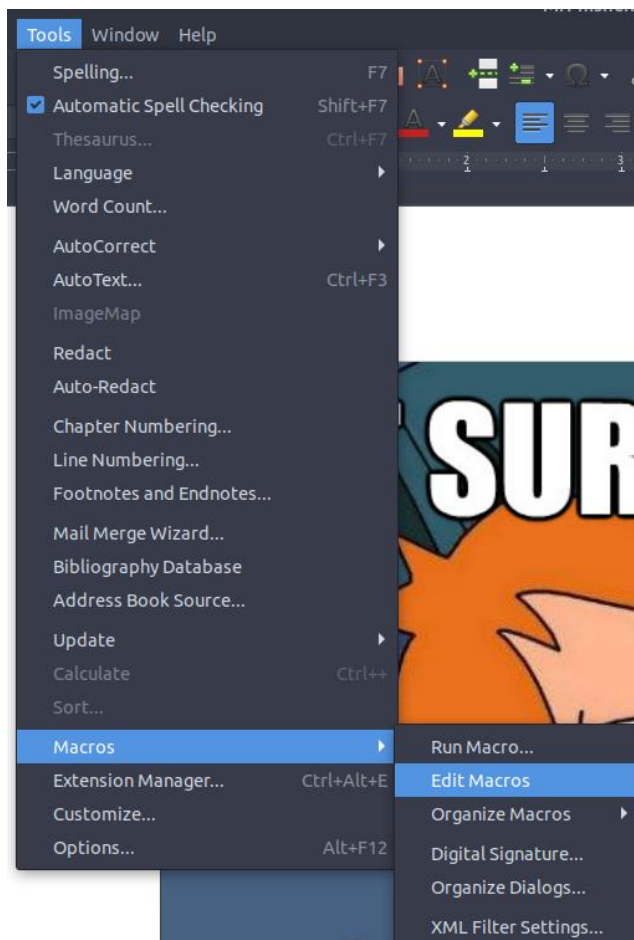 Tools Window Help
Spelling... F7
Automatic Spell Checking Shift+F7
Thesaurus... Ctrl+F7
Language
Word Count...
AutoCorrect
AutoText... Ctrl+F3
ImageMap
Redact
Auto-Redact
Chapter Numbering...
Line Numbering...
Footnotes and Endnotes...
Mail Merge Wizard...
Bibliography Database
Address Book Source...
Update
Calculate Ctrl++
Sort...
Macros
Extension Manager... Ctrl+Alt+E
Customize...
Options... Alt+F12
Run Macro...
Edit Macros
Organize Macros
Digital Signature...
Organize Dialogs...
XML Filter Settings...
2 3
SUR